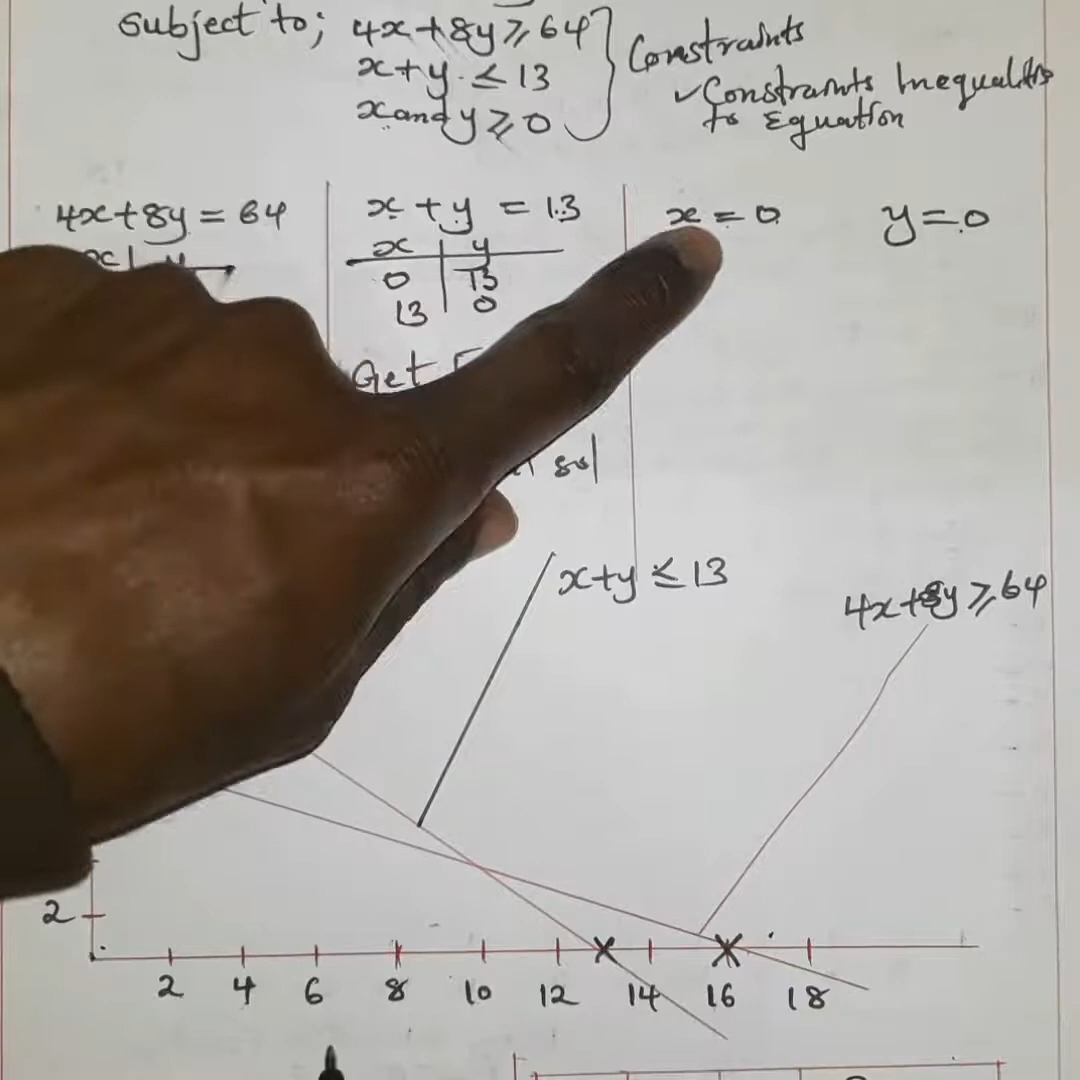 Subject to; 4x+8y ≥ 64
x+y ≤ 13
x and y ≥ 0
Constraints
✓Constraints Inequalities
to Equation
4x+8y = 64
x | y
x + y = 13
x | y
0 | 13
13 | 0
x = 0
y = 0
Get
sol
x+y ≤ 13
4x+8y ≥ 64
2
2 4 6 8 10 12 14 16 18